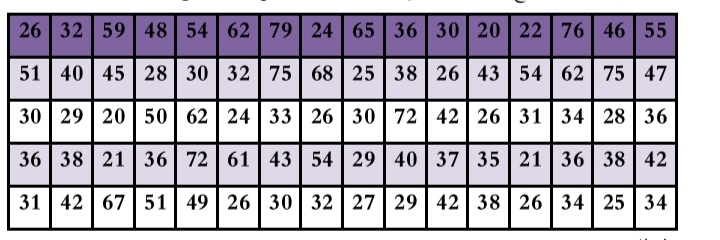 26 32 59 48 54 62 79 24 65 36 30 20 22 76 46 55
51 40 45 28 30 32 75 68 25 38 26 43 54 62 75 47
30 29 20 50 62 24 33 26 30 72 42 26 31 34 28 36
36 38 21 36 72 61 43 54 29 40 37 35 21 36 38 42
31 42 67 51 49 26 30 32 27 29 42 38 26 34 25 34